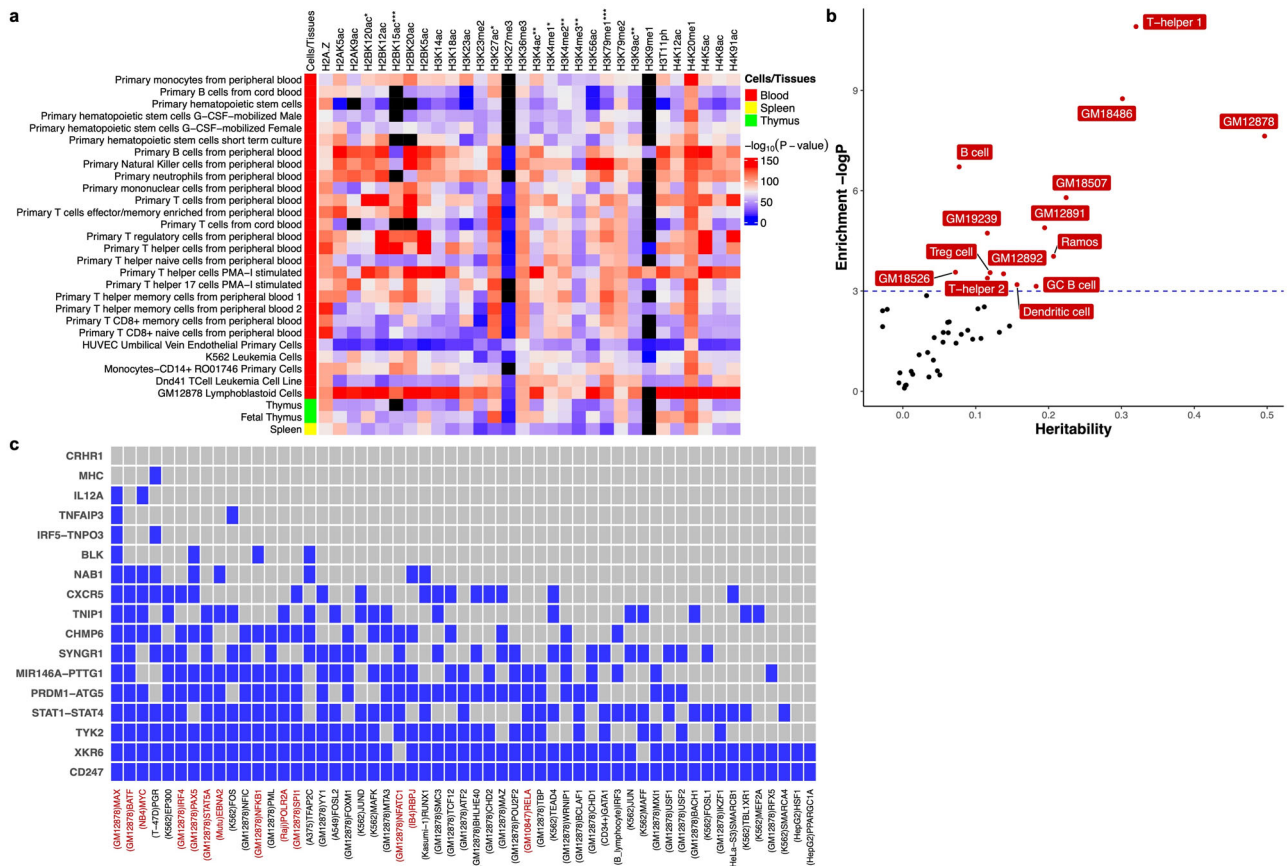 a
Cells/Tissues
H2A.Z
H2AK5ac
H2AK9ac
H2BK120ac*
H2BK12ac
H2BK15ac***
H2BK20ac
H2BK5ac
H3K14ac
H3K18ac
H3K23ac
H3K23me2
H3K27ac*
H3K27me3
H3K36me3
H3K4ac**
H3K4me1*
H3K4me2**
H3K4me3**
H3K56ac
H3K79me1***
H3K79me2
H3K9ac**
H3K9me1
H3T11ph
H4K12ac
H4K20me1
H4K5ac
H4K8ac
H4K91ac
Primary monocytes from peripheral blood
Primary B cells from cord blood
Primary hematopoietic stem cells
Primary hematopoietic stem cells G-CSF-mobilized Male
Primary hematopoietic stem cells G-CSF-mobilized Female
Primary hematopoietic stem cells short term culture
Primary B cells from peripheral blood
Primary Natural Killer cells from peripheral blood
Primary neutrophils from peripheral blood
Primary mononuclear cells from peripheral blood
Primary T cells from peripheral blood
Primary T cells effector/memory enriched from peripheral blood
Primary T cells from cord blood
Primary T regulatory cells from peripheral blood
Primary T helper cells from peripheral blood
Primary T helper naive cells from peripheral blood
Primary T helper cells PMA-I stimulated
Primary T helper 17 cells PMA-I stimulated
Primary T helper memory cells from peripheral blood 1
Primary T helper memory cells from peripheral blood 2
Primary T CD8+ memory cells from peripheral blood
Primary T CD8+ naive cells from peripheral blood
HUVEC Umbilical Vein Endothelial Primary Cells
K562 Leukemia Cells
Monocytes-CD14+ RO01746 Primary Cells
Dnd41 TCell Leukemia Cell Line
GM12878 Lymphoblastoid Cells
Thymus
Fetal Thymus
Spleen
Cells/Tissues
Blood
Spleen
Thymus
−log10(P − value)
150
100
50
0
b
Enrichment −logP
9
6
3
0
T-helper 1
GM18486
GM12878
B cell
GM18507
GM19239
GM12891
Ramos
Treg cell
GM12892
GM18526
T-helper 2
GC B cell
Dendritic cell
0.0
0.1
0.2
0.3
0.4
0.5
Heritability
c
CRHR1
MHC
IL12A
TNFAIP3
IRF5−TNPO3
BLK
NAB1
CXCR5
TNIP1
CHMP6
SYNGR1
MIR146A−PTTG1
PRDM1−ATG5
STAT1−STAT4
TYK2
XKR6
CD247
(GM12878)MAX
(GM12878)BATF
(NB4)MYC
(T-47D)PGR
(K562)EP300
(GM12878)IRF4
(GM12878)PAX5
(GM12878)STAT5A
(Mutu)EBNA2
(K562)FOS
(GM12878)NFIC
(GM12878)NFKB1
(GM12878)PML
(Raji)POLR2A
(GM12878)SPI1
(A375)TFAP2C
(GM12878)YY1
(A549)FOSL2
(GM12878)FOXM1
(K562)JUND
(K562)MAFK
(GM12878)MTA3
(GM12878)NFATC1
(IB4)RBPJ
(Kasumi−1)RUNX1
(GM12878)SMC3
(GM12878)TCF12
(GM12878)ATF2
(GM12878)BHLHE40
(GM12878)CHD2
(GM12878)MAZ
(GM12878)POU2F2
(GM10847)RELA
(GM12878)TBP
(K562)TEAD4
(GM12878)WRNIP1
(GM12878)BCLAF1
(GM12878)CHD1
(CD34+)GATA1
(B_lymphocyte)IRF3
(K562)JUN
(K562)MAFF
(GM12878)MXI1
(GM12878)USF1
(GM12878)USF2
(GM12878)BACH1
(K562)FOSL1
(GM12878)IKZF1
(HeLa−S3)SMARCB1
(K562)TBL1XR1
(K562)MEF2A
(GM12878)RFX5
(K562)SMARCA4
(HepG2)HSF1
(HepG2)PPARGC1A